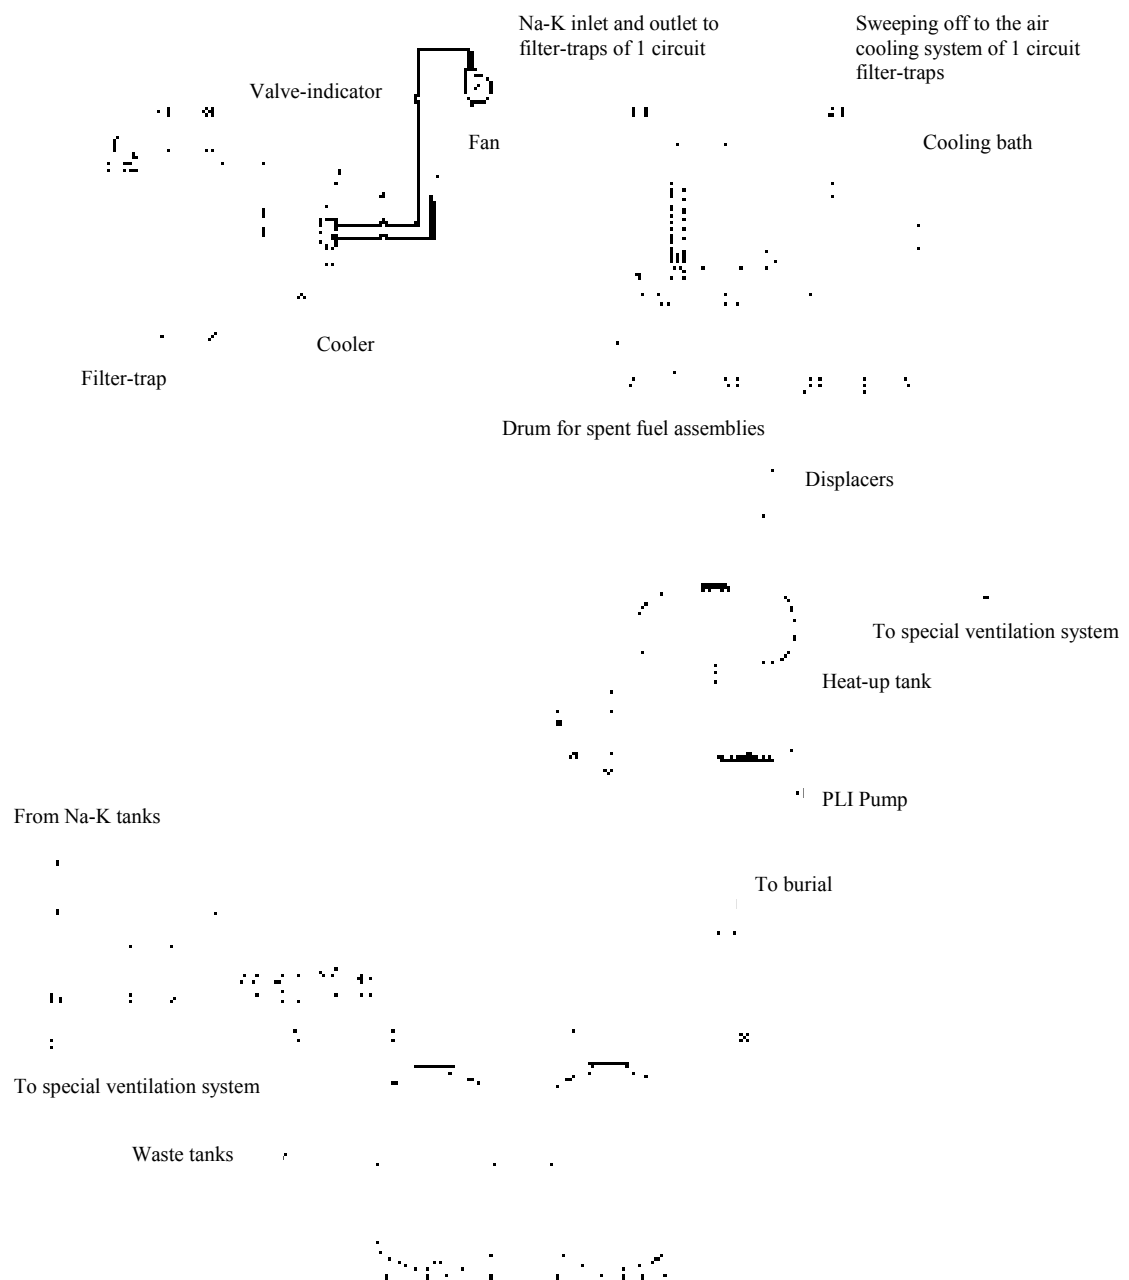 Na-K inlet and outlet to
filter-traps of 1 circuit
Sweeping off to the air
cooling system of 1 circuit
filter-traps
Valve-indicator
Fan
Cooling bath
Cooler
Filter-trap
Drum for spent fuel assemblies
Displacers
To special ventilation system
Heat-up tank
PLI Pump
From Na-K tanks
To burial
To special ventilation system
Waste tanks